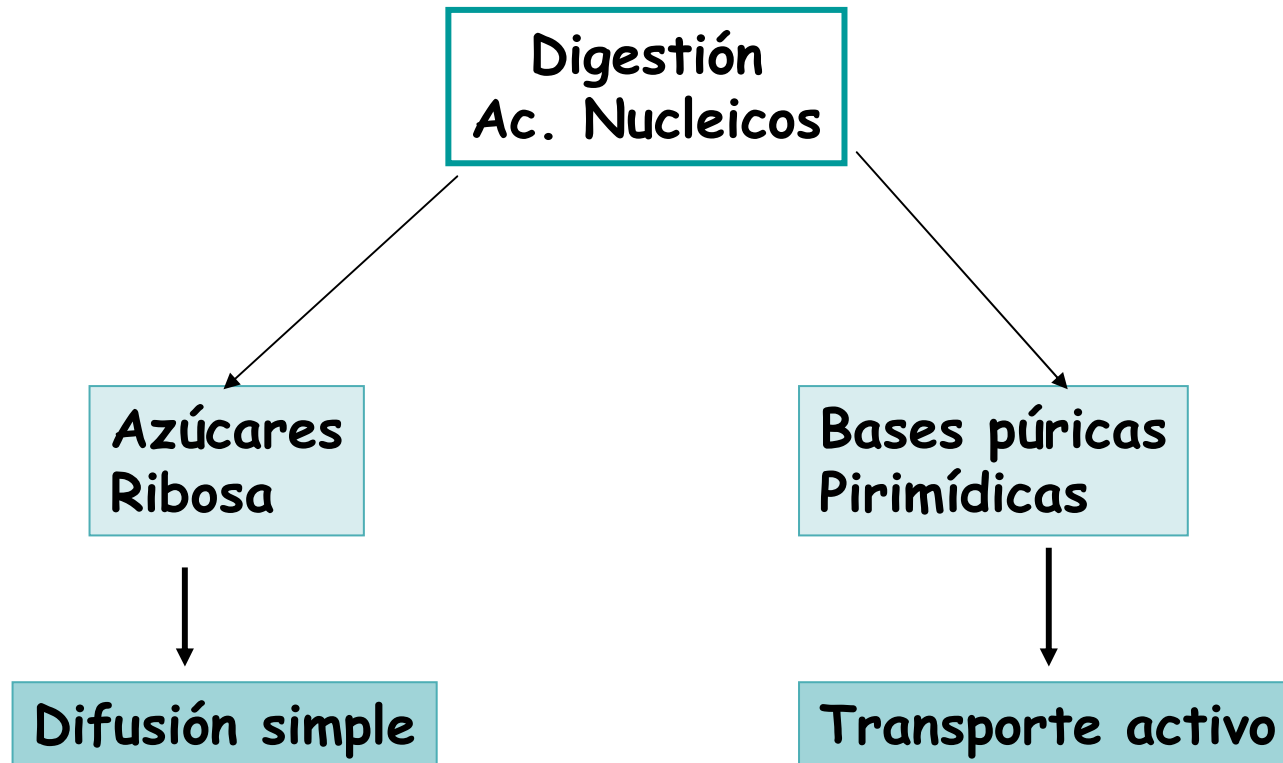 Digestión
Ac. Nucleicos
Azúcares
Ribosa
Bases púricas
Pirimídicas
Difusión simple
Transporte activo